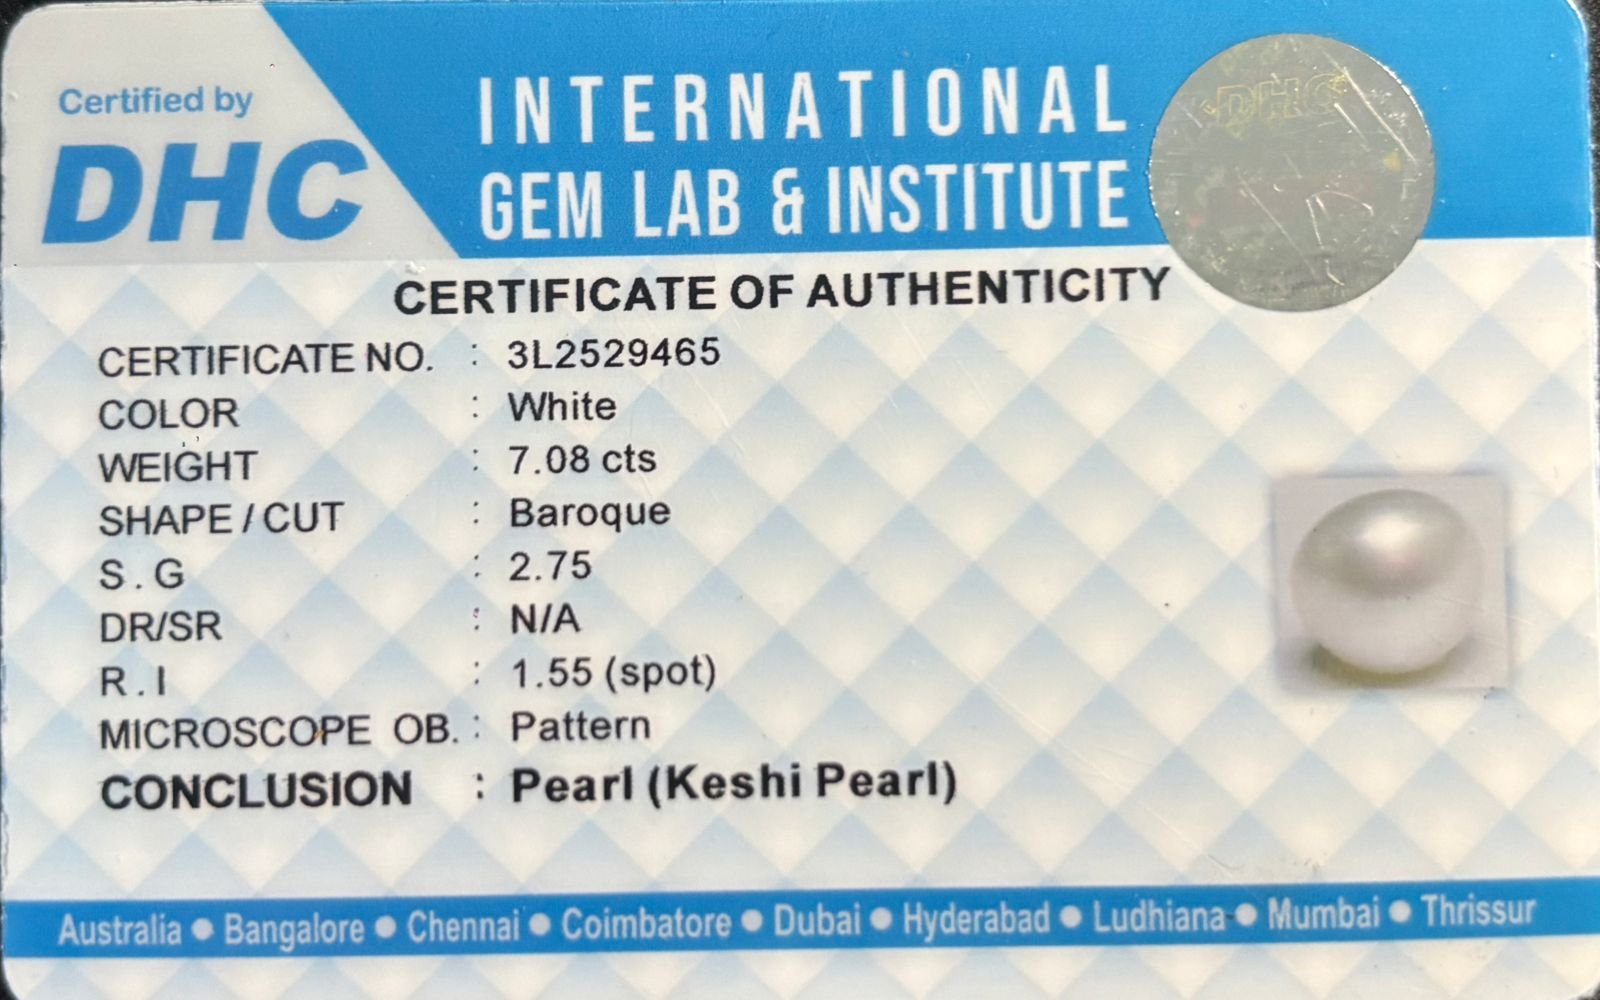 Certified by
DHC
INTERNATIONAL
GEM LAB & INSTITUTE
DHC
CERTIFICATE OF AUTHENTICITY
CERTIFICATE NO. : 3L2529465
COLOR : White
WEIGHT : 7.08 cts
SHAPE / CUT : Baroque
S . G : 2.75
DR/SR : N/A
R . I : 1.55 (spot)
MICROSCOPE OB. : Pattern
CONCLUSION : Pearl (Keshi Pearl)
Australia ● Bangalore ● Chennai ● Coimbatore ● Dubai ● Hyderabad ● Ludhiana ● Mumbai ● Thrissur